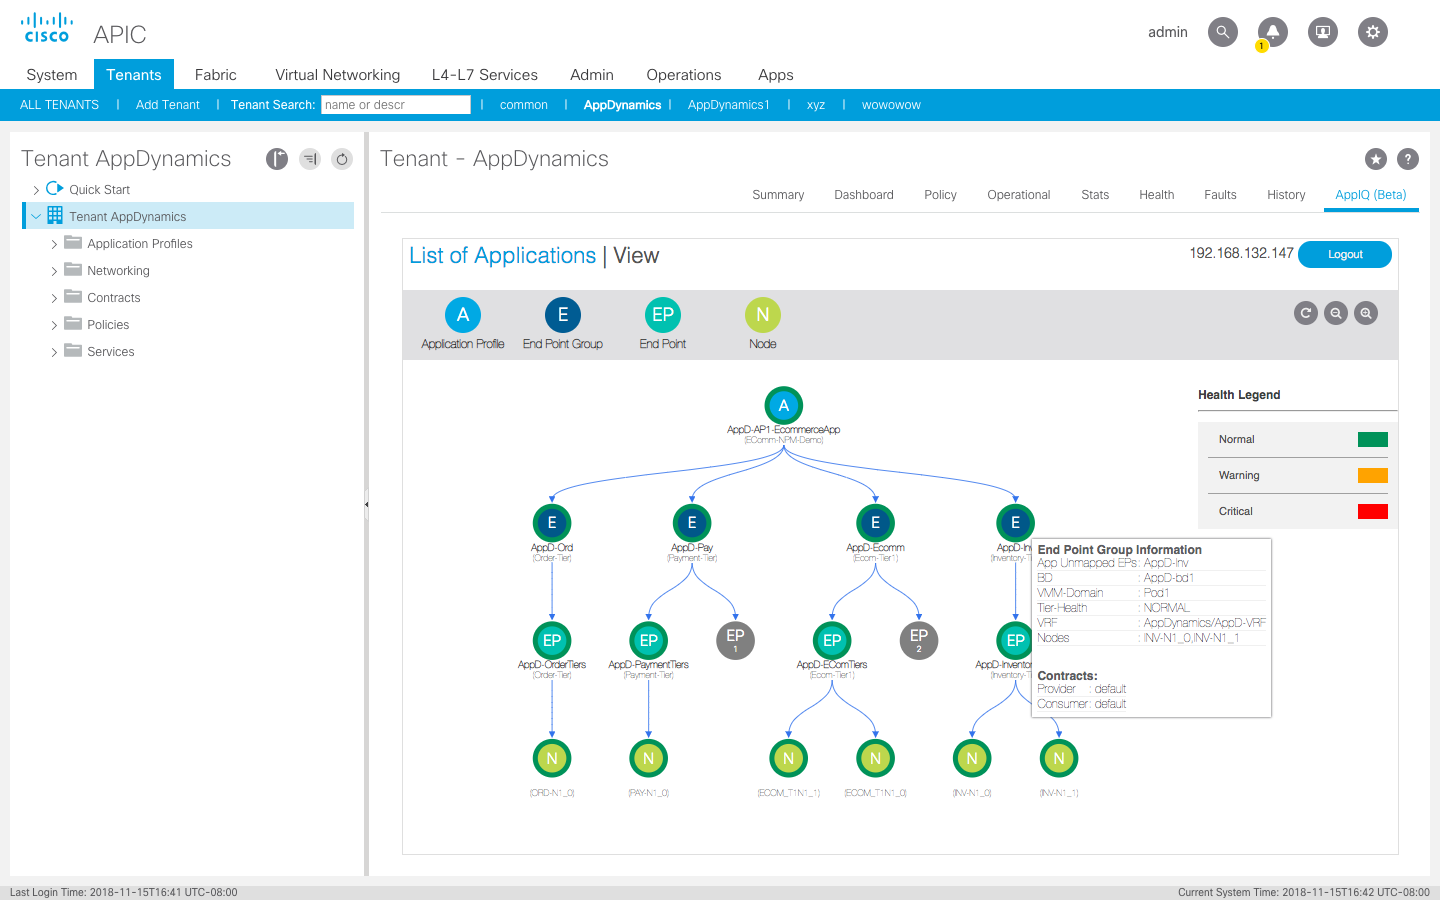 cisco
APIC
admin
1
System Tenants Fabric Virtual Networking L4-L7 Services Admin Operations Apps
ALL TENANTS | Add Tenant | Tenant Search: name or descr | common | AppDynamics | AppDynamics1 | xyz | wowowow
Tenant AppDynamics
Quick Start
Tenant AppDynamics
Application Profiles
Networking
Contracts
Policies
Services
Tenant - AppDynamics
?
Summary Dashboard Policy Operational Stats Health Faults History AppIQ (Beta)
List of Applications | View
192.168.132.147 Logout
A E EP N
Application Profile End Point Group End Point Node
Health Legend
Normal
Warning
Critical
A
AppD-AP1-EcommerceApp
(EComm-NPM-Demo)
E E E E
AppD-Ord AppD-Pay AppD-Ecomm AppD-Inv
(Order-Tier) (Payment-Tier) (Ecom-Tier1) (Inventory-Ti
End Point Group Information
App Unmapped EPs : AppD-Inv
BD : AppD-bd1
VMM-Domain : Pod1
Tier-Health : NORMAL
VRF : AppDynamics/AppD-VRF
Nodes : INV-N1_0,INV-N1_1
Contracts:
Provider : default
Consumer : default
EP EP EP 1 EP EP 2 EP
AppD-OrderTiers AppD-PaymentTiers AppD-EComTiers AppD-Inventor
(Order-Tier) (Payment-Tier) (Ecom-Tier1) (Inventory-Ti
N N N N N N
(ORD-N1_0) (PAY-N1_0) (ECOM_T1N1_1) (ECOM_T1N1_0) (INV-N1_0) (INV-N1_1)
Last Login Time: 2018-11-15T16:41 UTC-08:00
Current System Time: 2018-11-15T16:42 UTC-08:00